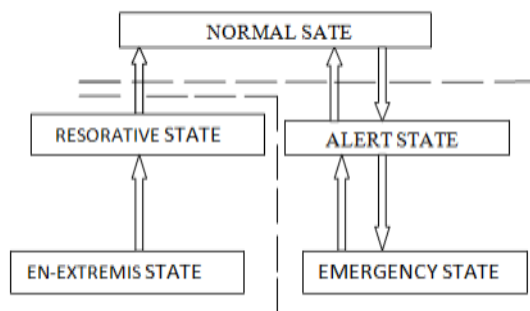 NORMAL SATE
RESORATIVE STATE
ALERT STATE
EN-EXTREMIS STATE
EMERGENCY STATE